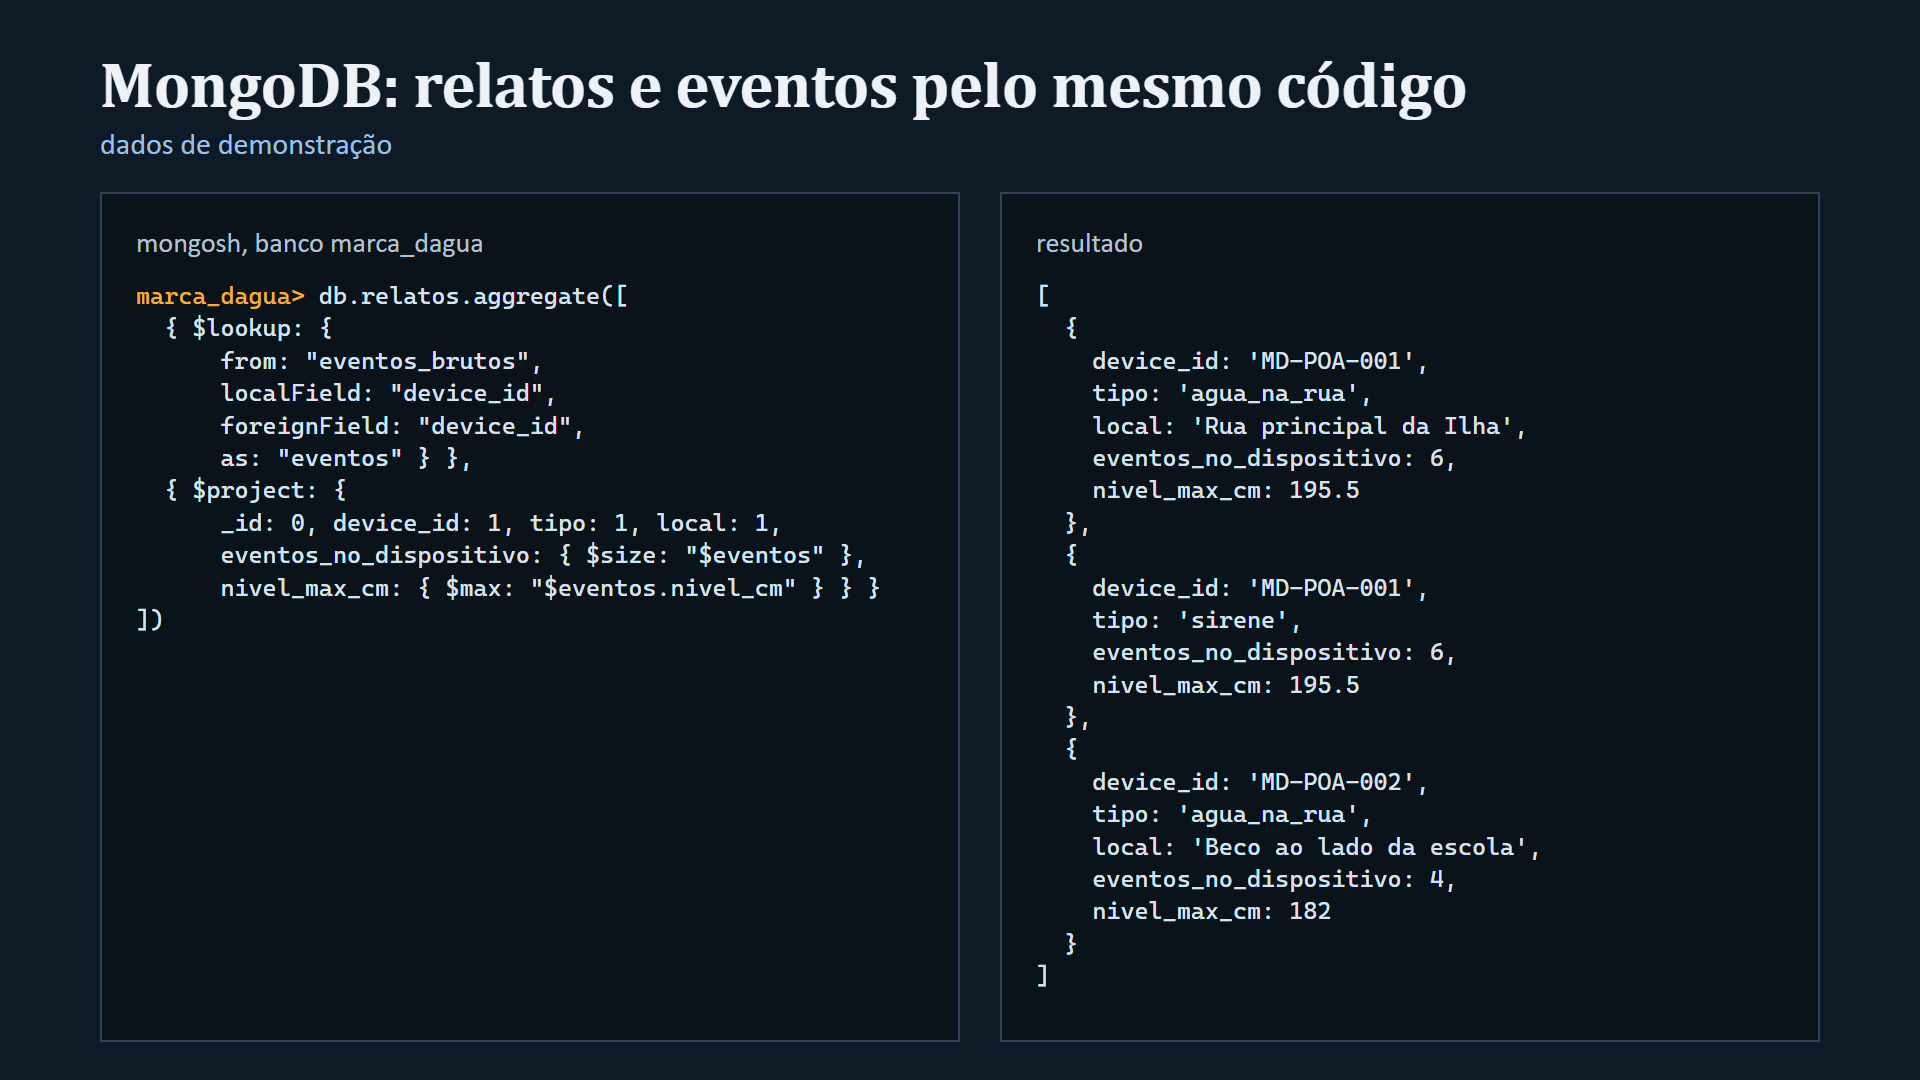 MongoDB: relatos e eventos pelo mesmo código
dados de demonstração
mongosh, banco marca_dagua
marca_dagua> db.relatos.aggregate([
  { $lookup: {
      from: "eventos_brutos",
      localField: "device_id",
      foreignField: "device_id",
      as: "eventos" } },
  { $project: {
      _id: 0, device_id: 1, tipo: 1, local: 1,
      eventos_no_dispositivo: { $size: "$eventos" },
      nivel_max_cm: { $max: "$eventos.nivel_cm" } } }
])
resultado
[
  {
    device_id: 'MD-POA-001',
    tipo: 'agua_na_rua',
    local: 'Rua principal da Ilha',
    eventos_no_dispositivo: 6,
    nivel_max_cm: 195.5
  },
  {
    device_id: 'MD-POA-001',
    tipo: 'sirene',
    eventos_no_dispositivo: 6,
    nivel_max_cm: 195.5
  },
  {
    device_id: 'MD-POA-002',
    tipo: 'agua_na_rua',
    local: 'Beco ao lado da escola',
    eventos_no_dispositivo: 4,
    nivel_max_cm: 182
  }
]